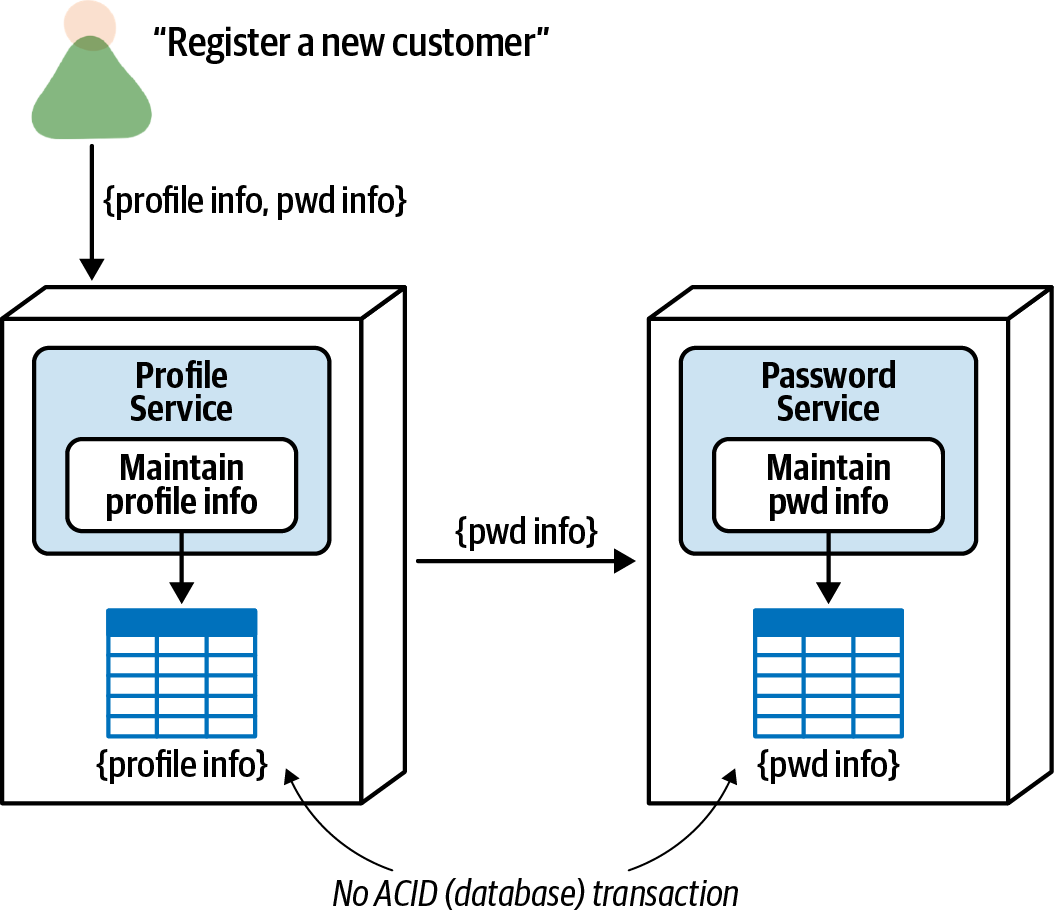 “Register a new customer”
{profile info, pwd info}
Profile
Service
Maintain
profile info
{profile info}
{pwd info}
Password
Service
Maintain
pwd info
{pwd info}
No ACID (database) transaction